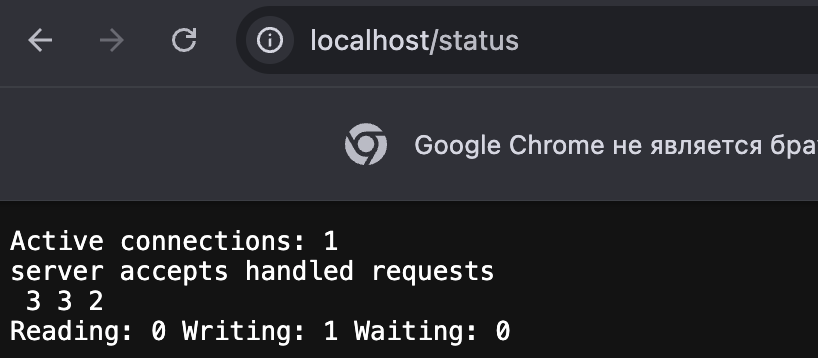 localhost/status
Google Chrome не является
Active connections: 1
server accepts handled requests
3 3 2
Reading: 0 Writing: 1 Waiting: 0